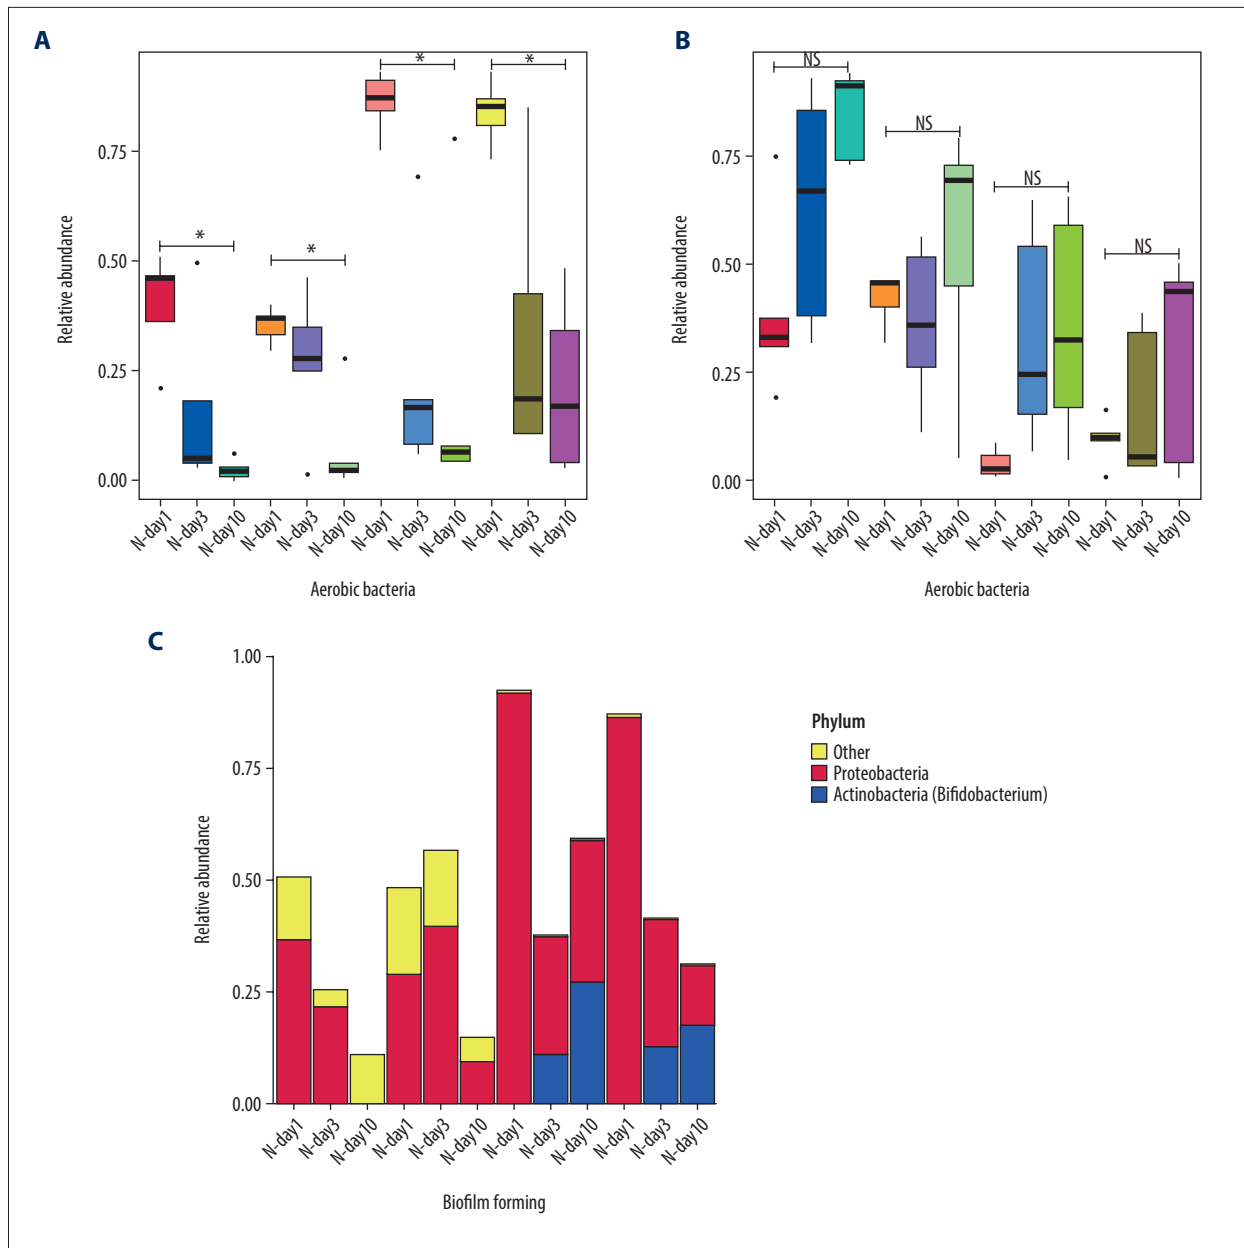 A
Relative abundance
0.75
0.50
0.25
0.00
*
*
*
*
N-day1
N-day3
N-day10
N-day1
N-day3
N-day10
N-day1
N-day3
N-day10
N-day1
N-day3
N-day10
Aerobic bacteria
B
Relative abundance
0.75
0.50
0.25
0.00
NS
NS
NS
NS
N-day1
N-day3
N-day10
N-day1
N-day3
N-day10
N-day1
N-day3
N-day10
N-day1
N-day3
N-day10
Aerobic bacteria
C
Relative abundance
1.00
0.75
0.50
0.25
0.00
N-day1
N-day3
N-day10
N-day1
N-day3
N-day10
N-day1
N-day3
N-day10
N-day1
N-day3
N-day10
Biofilm forming
Phylum
Other
Proteobacteria
Actinobacteria (Bifidobacterium)